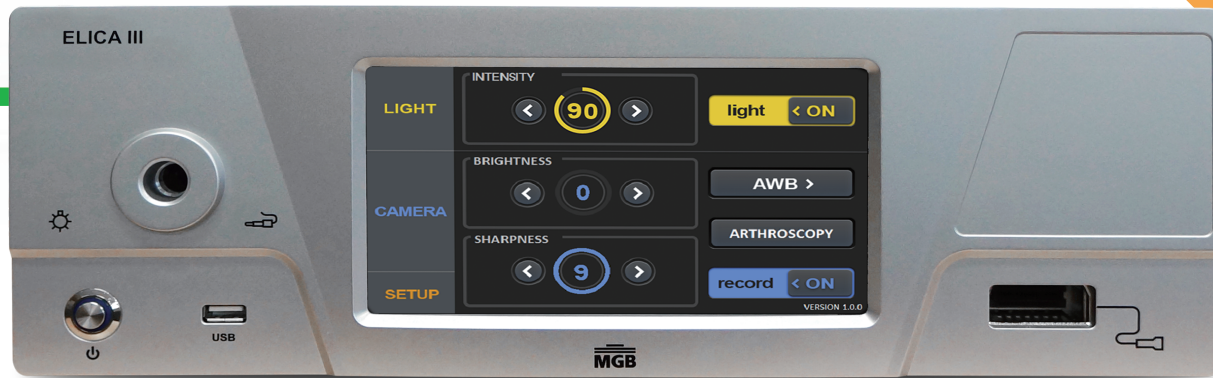 ELICA III
LIGHT
INTENSITY
90
light < ON
CAMERA
BRIGHTNESS
0
AWB >
SHARPNESS
9
ARTHROSCOPY
SETUP
record < ON
VERSION 1.0.0
USB
MGB